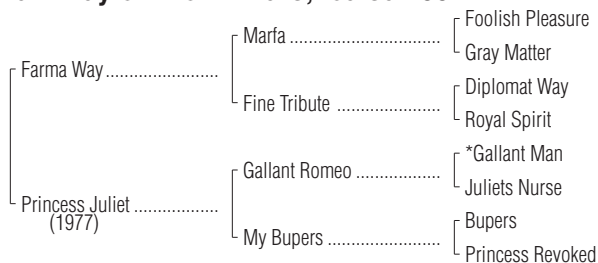 Foolish Pleasure
Marfa
Gray Matter
Farma Way
Diplomat Way
Fine Tribute
Royal Spirit
*Gallant Man
Gallant Romeo
Juliets Nurse
Princess Juliet
(1977)
Bupers
My Bupers
Princess Revoked